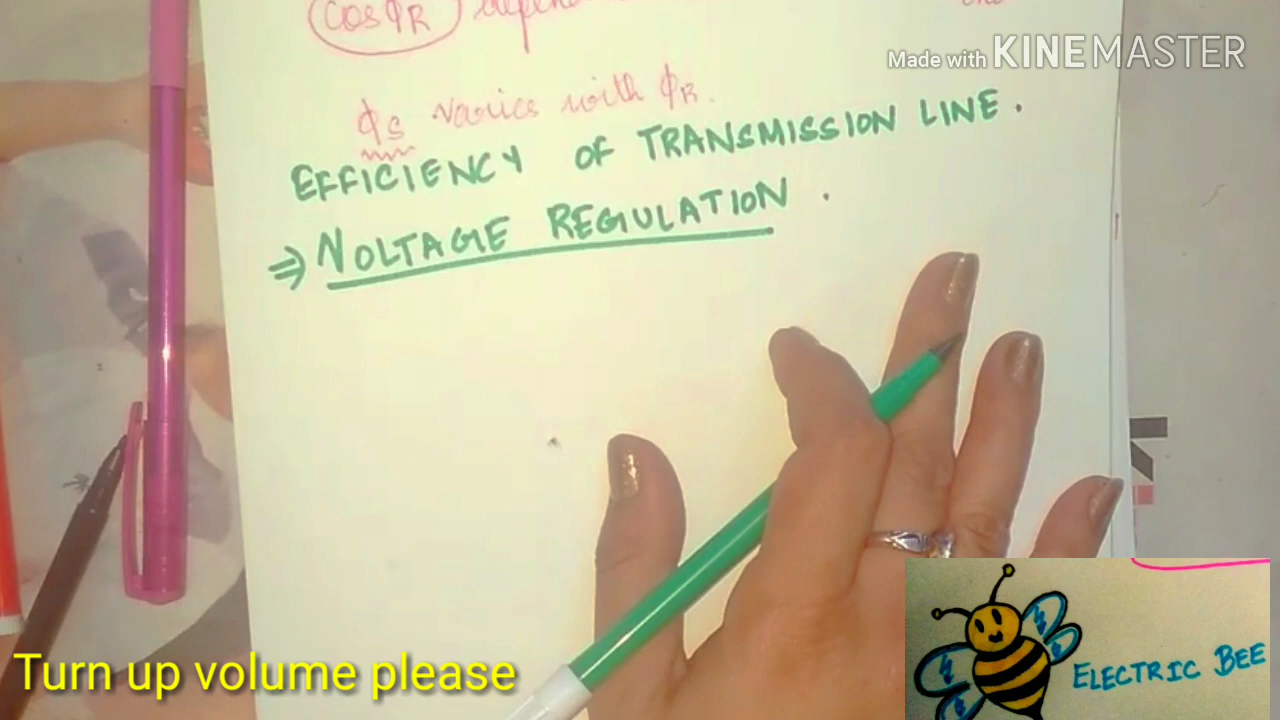 cos φR depen
Made with KINEMASTER
φs varies with φR.
EFFICIENCY OF TRANSMISSION LINE.
⇒ VOLTAGE REGULATION.
Turn up volume please
ELECTRIC BEE